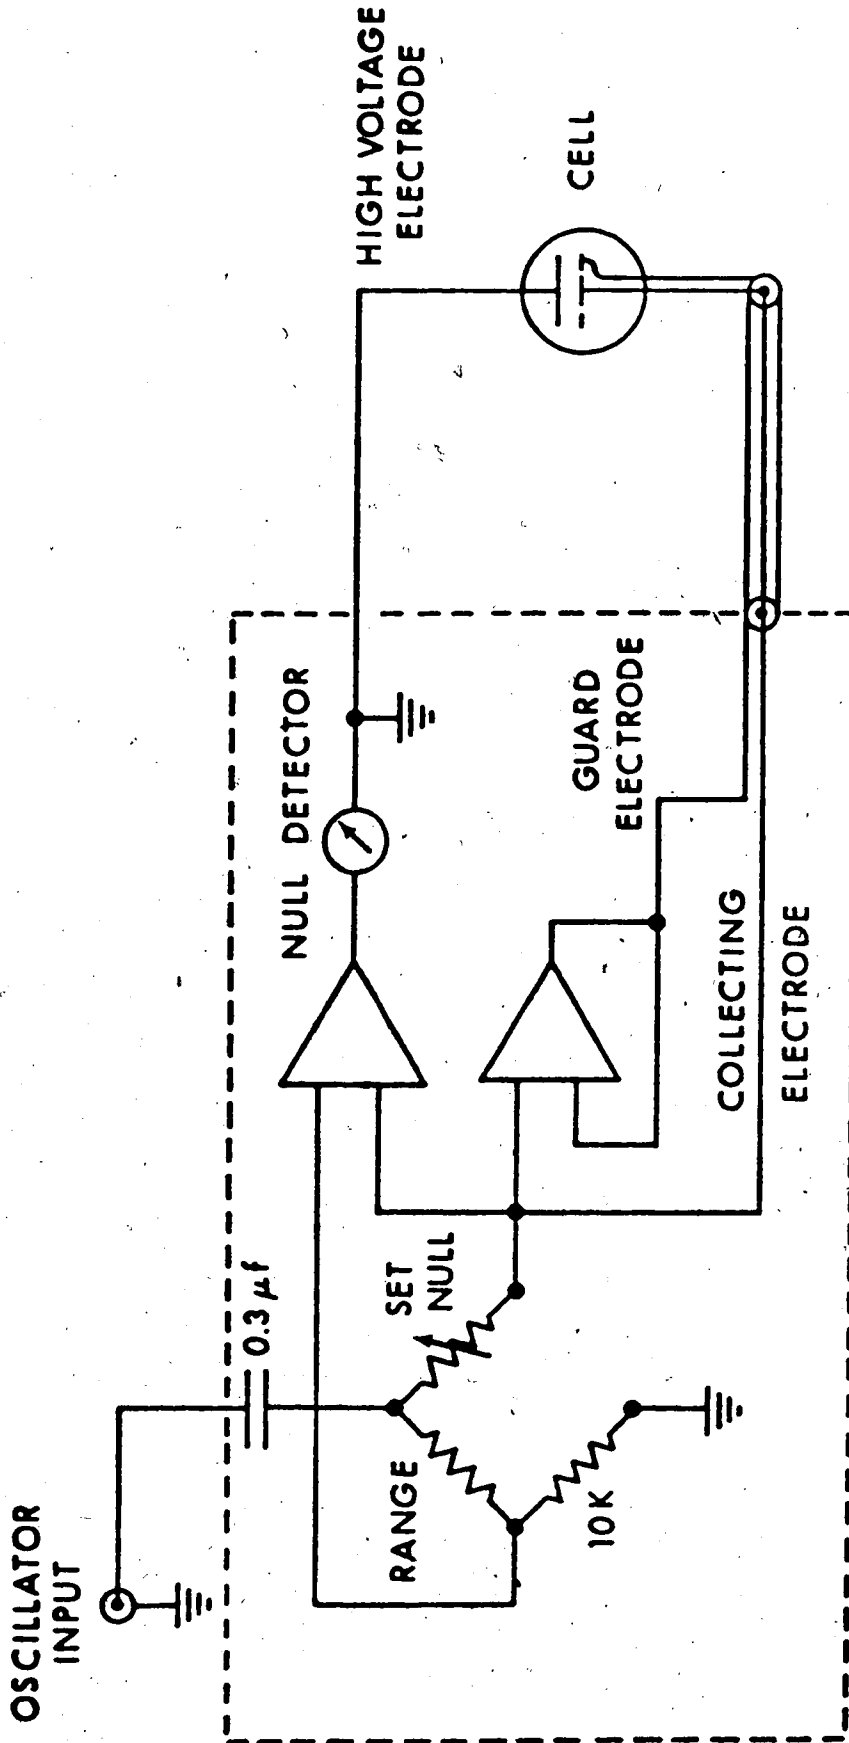 OSCILLATOR
INPUT
0.3 μf
RANGE
SET
NULL
10K
NULL DETECTOR
GUARD
ELECTRODE
COLLECTING
ELECTRODE
HIGH VOLTAGE
ELECTRODE
CELL